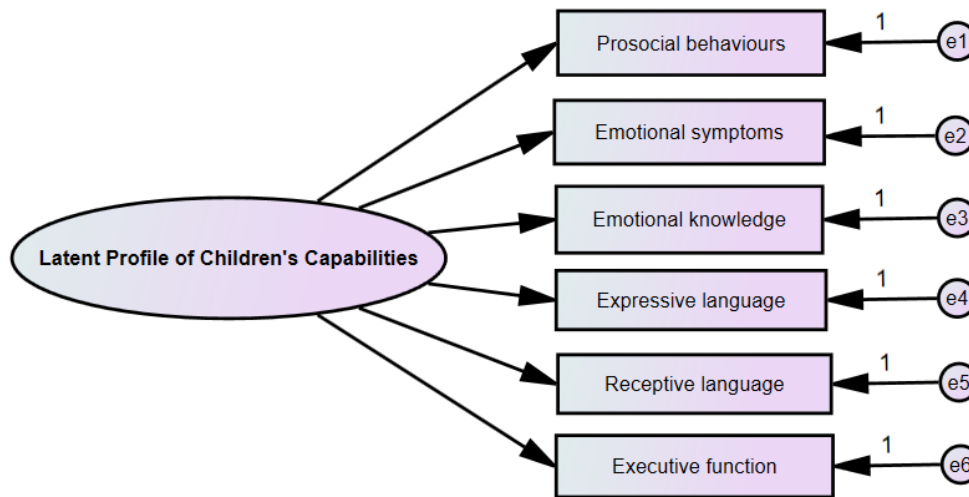 1
Prosocial behaviours
e1
1
Emotional symptoms
e2
1
Emotional knowledge
e3
Latent Profile of Children's Capabilities
1
Expressive language
e4
1
Receptive language
e5
1
Executive function
e6